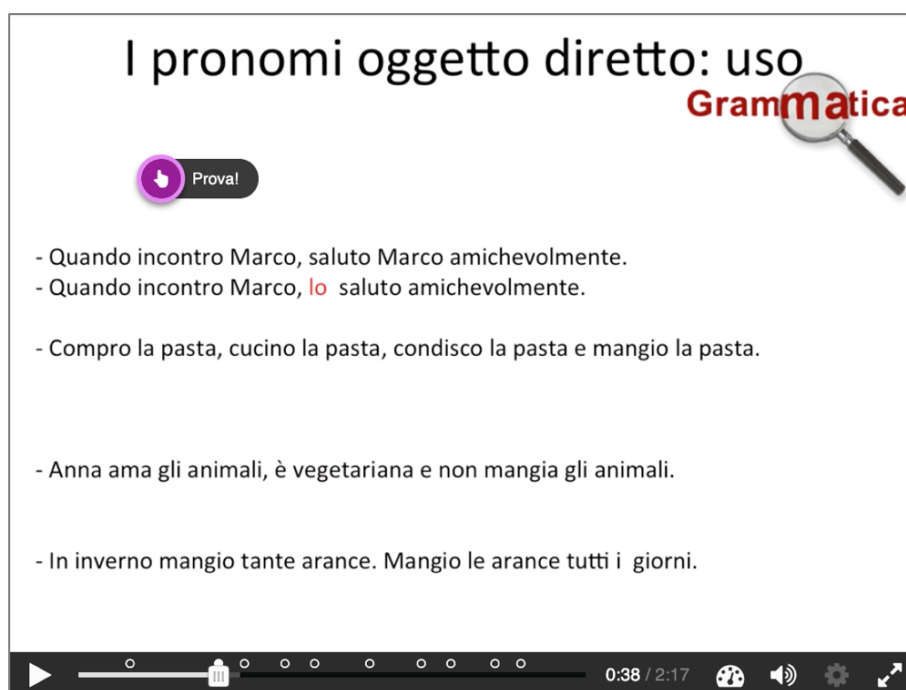 I pronomi oggetto diretto: uso
Grammatica
Prova!
- Quando incontro Marco, saluto Marco amichevolmente.
- Quando incontro Marco, lo saluto amichevolmente.
- Compro la pasta, cucino la pasta, condisco la pasta e mangio la pasta.
- Anna ama gli animali, è vegetariana e non mangia gli animali.
- In inverno mangio tante arance. Mangio le arance tutti i giorni.
0:38 / 2:17